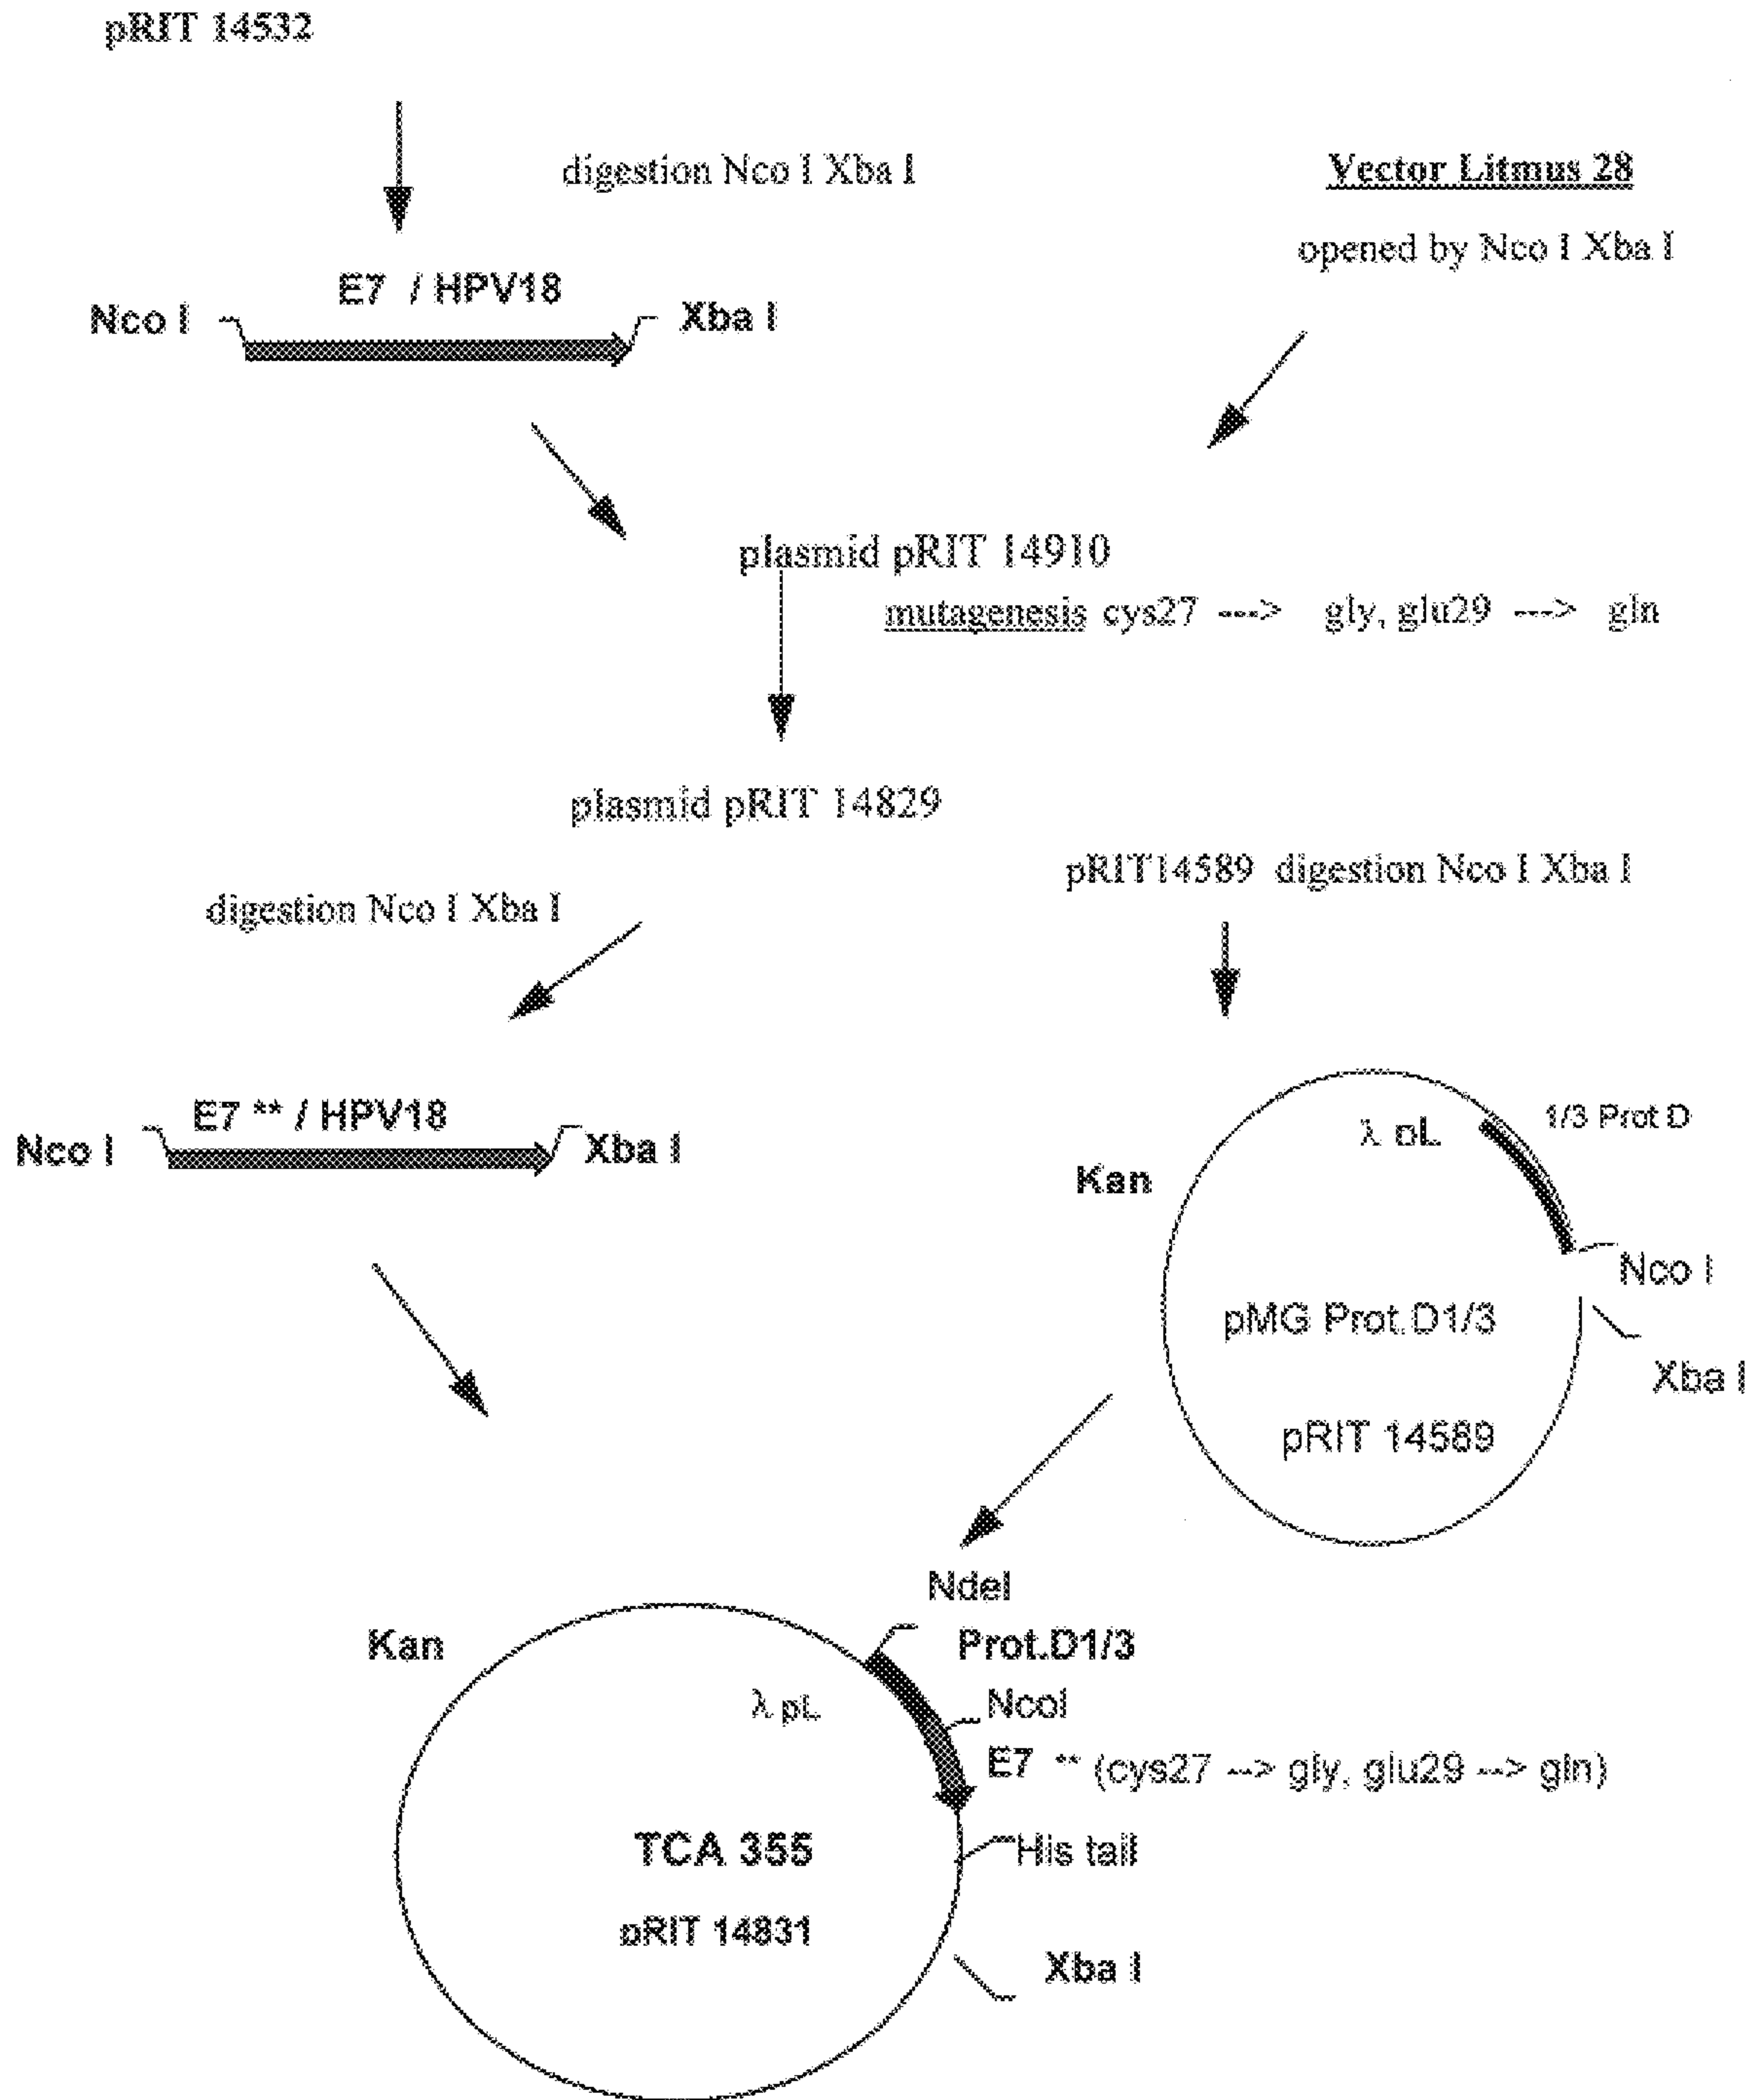 pRIT 14532
digestion Nco I Xba I
Vector Litmus 28
opened by Nco I Xba I
E7 / HPV18
Nco I
Xba I
plasmid pRIT 14910
mutagenesis cys27 ---> gly, glu29 ---> gln
plasmid pRIT 14829
pRIT14589 digestion Nco I Xba I
digestion Nco I Xba I
E7 ** / HPV18
Nco I
Xba I
λ pL
1/3 Prot D
Kan
Nco I
pMG Prot.D1/3
Xba I
pRIT 14589
NdeI
Kan
Prot.D1/3
λ pL
NcoI
E7 ** (cys27 --> gly, glu29 --> gln)
TCA 355
His tail
pRIT 14831
Xba I